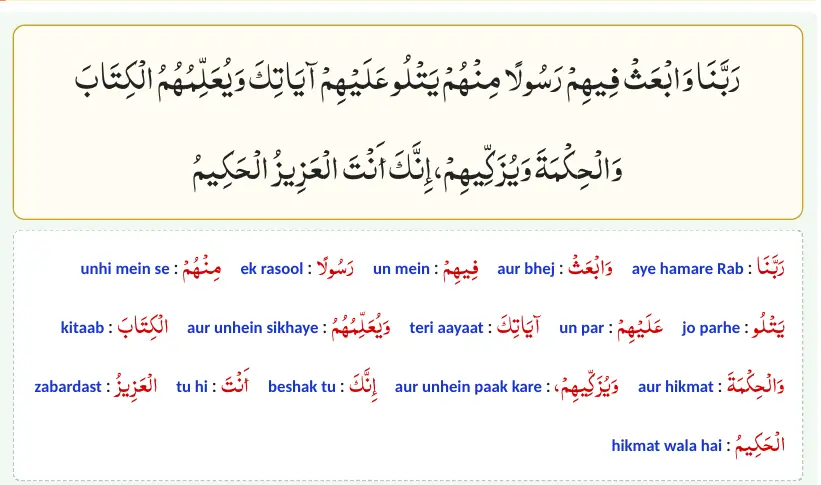 رَبَّنَا وَابْعَثْ فِيهِمْ رَسُولًا مِنْهُمْ يَتْلُو عَلَيْهِمْ آيَاتِكَ وَيُعَلِّمُهُمُ الْكِتَابَ
وَالْحِكْمَةَ وَيُزَكِّيهِمْ، إِنَّكَ أَنْتَ الْعَزِيزُ الْحَكِيمُ
رَبَّنَا : aye hamare Rab وَابْعَثْ : aur bhej فِيهِمْ : un mein رَسُولًا : ek rasool مِنْهُمْ : unhi mein se
يَتْلُو : jo parhe عَلَيْهِمْ : un par آيَاتِكَ : teri aayaat وَيُعَلِّمُهُمُ : aur unhein sikhaye الْكِتَابَ : kitaab
وَالْحِكْمَةَ : aur hikmat وَيُزَكِّيهِمْ، : aur unhein paak kare إِنَّكَ : beshak tu أَنْتَ : tu hi الْعَزِيزُ : zabardast
الْحَكِيمُ : hikmat wala hai